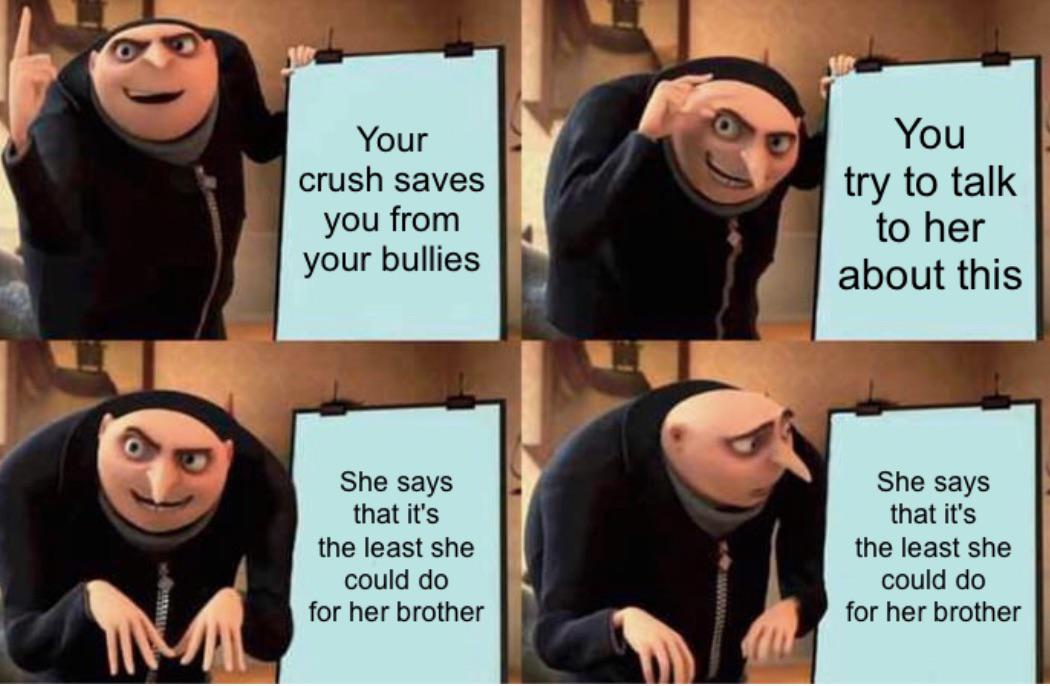 Your
crush saves
you from
your bullies
You
try to talk
to her
about this
She says
that it's
the least she
could do
for her brother
She says
that it's
the least she
could do
for her brother